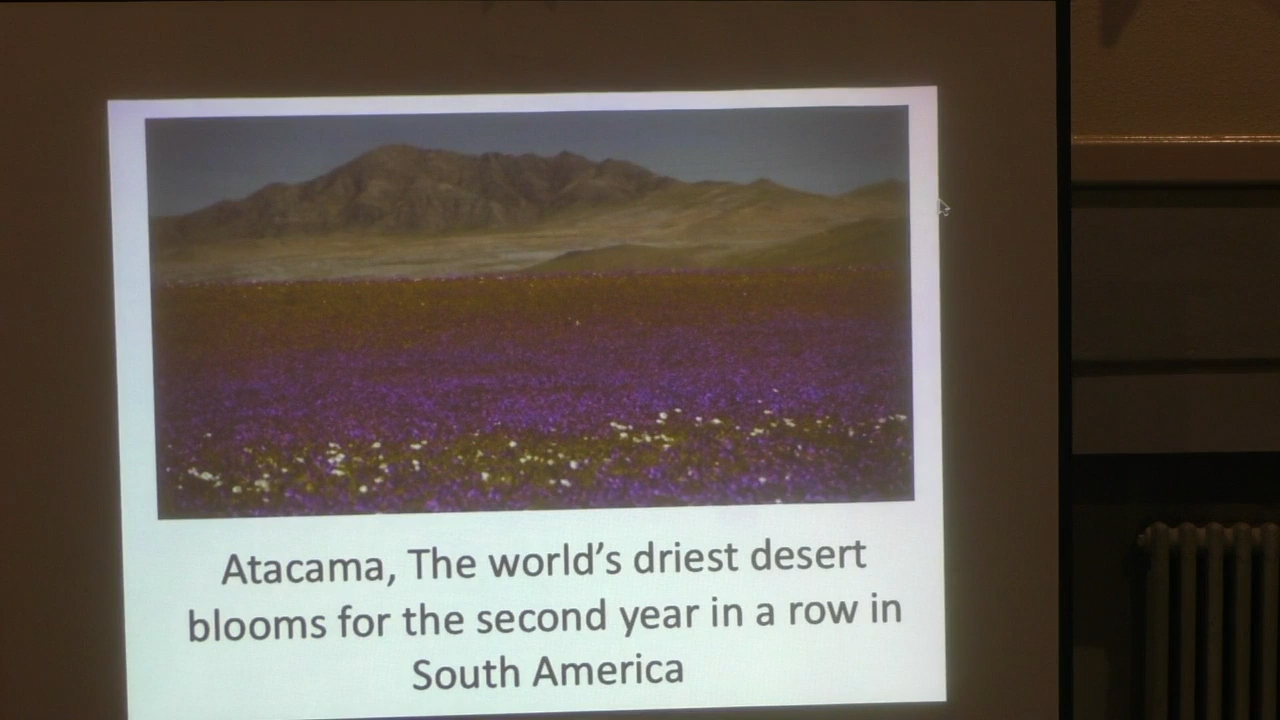 Atacama, The world's driest desert
blooms for the second year in a row in
South America